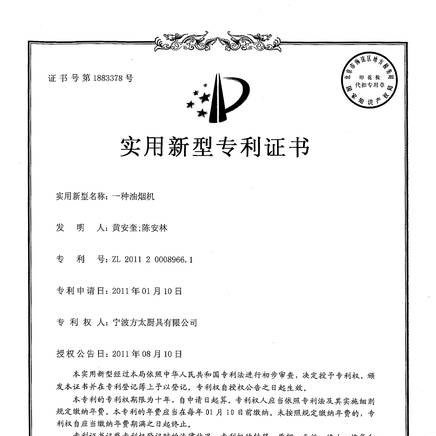 证书号第1883378号
实用新型专利证书
实用新型名称:一种油烟机
发 明 人:黄安奎;陈安林
专 利 号:ZL 2011 2 0008966.1
专利申请日:2011年01月10日
专 利 权 人:宁波方太厨具有限公司
授权公告日:2011年08月10日
本实用新型经过本局依照中华人民共和国专利法进行初步审查,决定授予专利权,颁
发本证书并在专利登记簿上予以登记。专利权自授权公告之日起生效。
本专利的专利权期限为十年,自申请日起算。专利权人应当依照专利法及其实施细则
规定缴纳年费。本专利的年费应当在每年01月10日前缴纳。未按照规定缴纳年费的,专利
权自应当缴纳年费期满之日起终止。